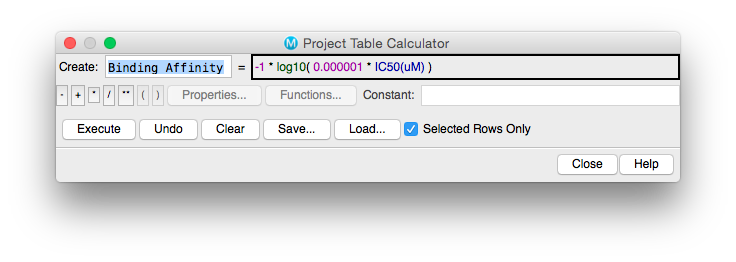 M Project Table Calculator
Create: Binding Affinity = -1 * log10( 0.000001 * IC50(uM) )
- + * / ** ( ) Properties... Functions... Constant:
Execute Undo Clear Save... Load... Selected Rows Only
Close Help